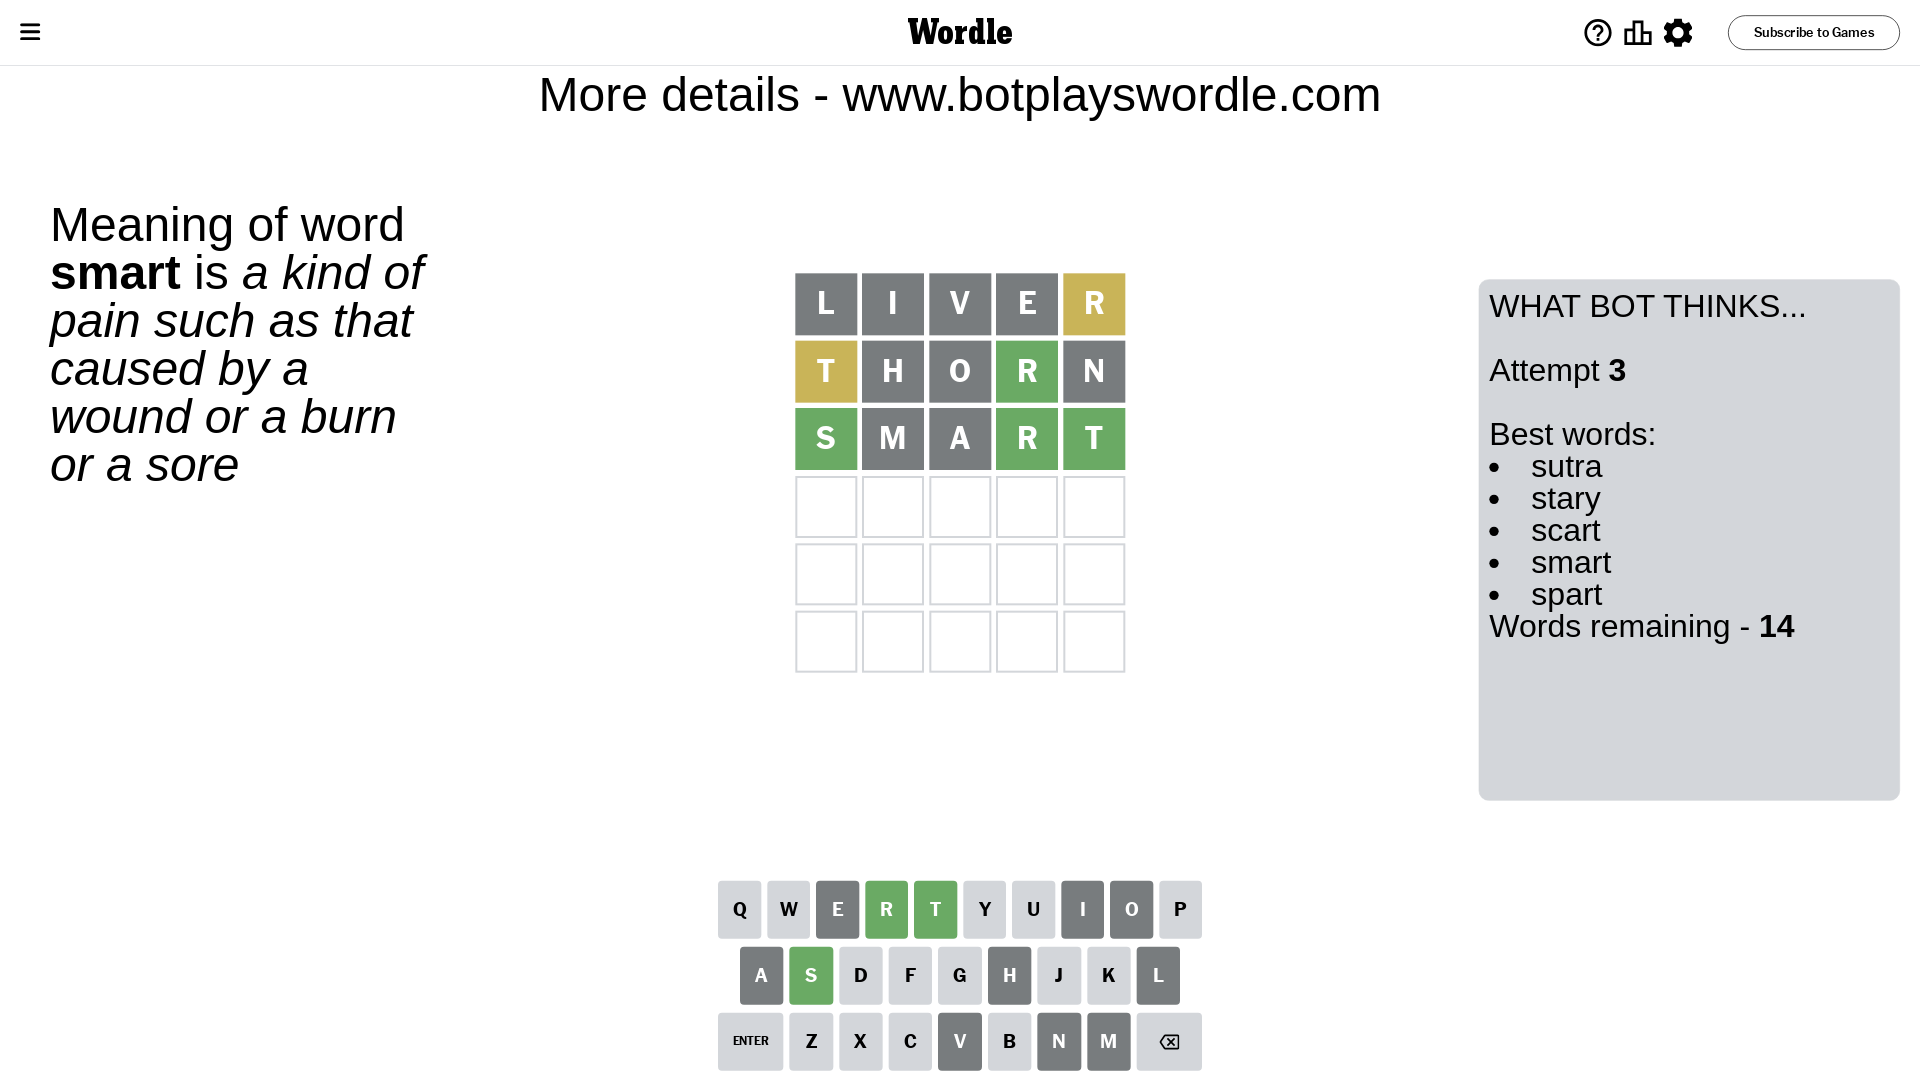 Wordle
Subscribe to Games
More details - www.botplayswordle.com
Meaning of word
smart is a kind of
pain such as that
caused by a
wound or a burn
or a sore
L I V E R
T H O R N
S M A R T
WHAT BOT THINKS...
Attempt 3
Best words:
• sutra
• stary
• scart
• smart
• spart
Words remaining - 14
Q W E R T Y U I O P
A S D F G H J K L
ENTER Z X C V B N M